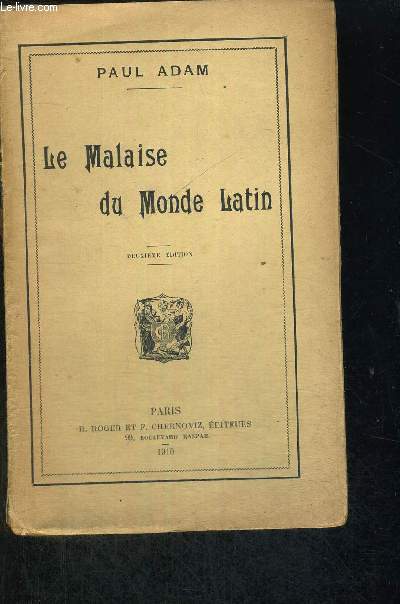 Le-livre.com
PAUL ADAM
Le Malaise
du Monde Latin
DEUXIÈME ÉDITION
PARIS
R. ROGER ET F. CHERNOVIZ, ÉDITEURS
BOULEVARD RASPAIL
1910